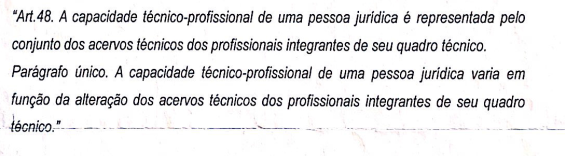 “Art.48. A capacidade técnico-profissional de uma pessoa jurídica é representada pelo
conjunto dos acervos técnicos dos profissionais integrantes de seu quadro técnico.
Parágrafo único. A capacidade técnico-profissional de uma pessoa jurídica varia em
função da alteração dos acervos técnicos dos profissionais integrantes de seu quadro
técnico.”